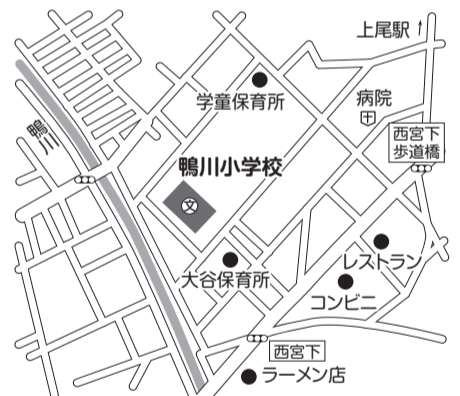 上尾駅↑
学童保育所
病院
鴨川
西宮下
歩道橋
鴨川小学校
文
レストラン
大谷保育所
コンビニ
西宮下
ラーメン店